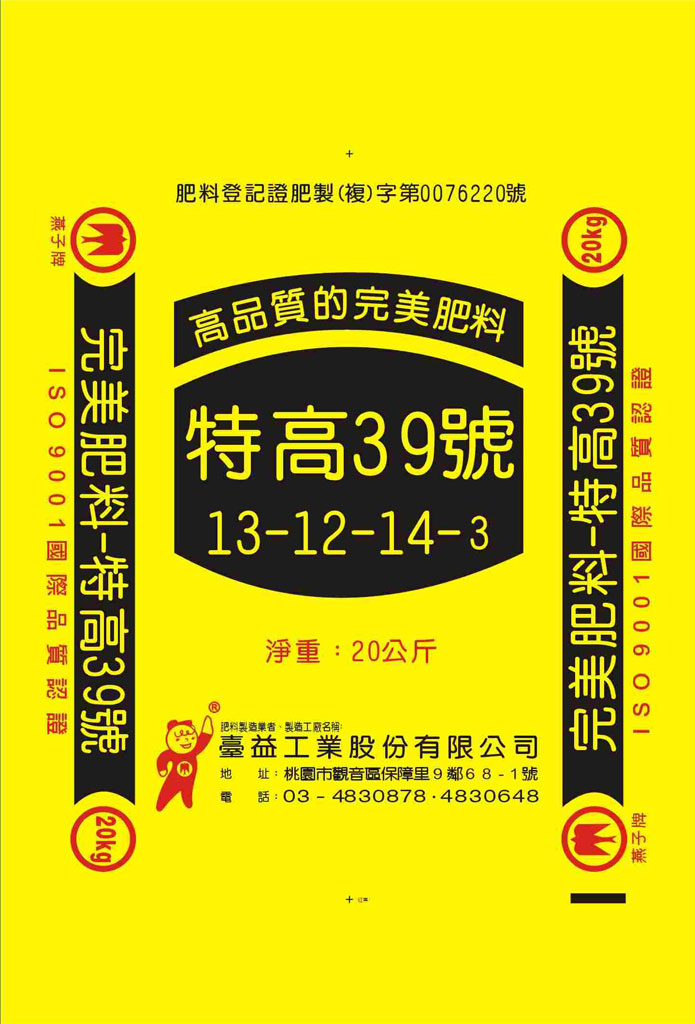 肥料登記證肥製(複)字第0076220號
燕子牌
20kg
高品質的完美肥料
特高39號
13-12-14-3
完美肥料-特高39號
ISO 9001國際品質認證
完美肥料-特高39號
ISO 9001國際品質認證
淨重：20公斤
®
肥料製造業者、製造工廠名稱:
臺益工業股份有限公司
地 址：桃園市觀音區保障里9鄰68-1號
電 話：03-4830878·4830648
20kg
燕子牌